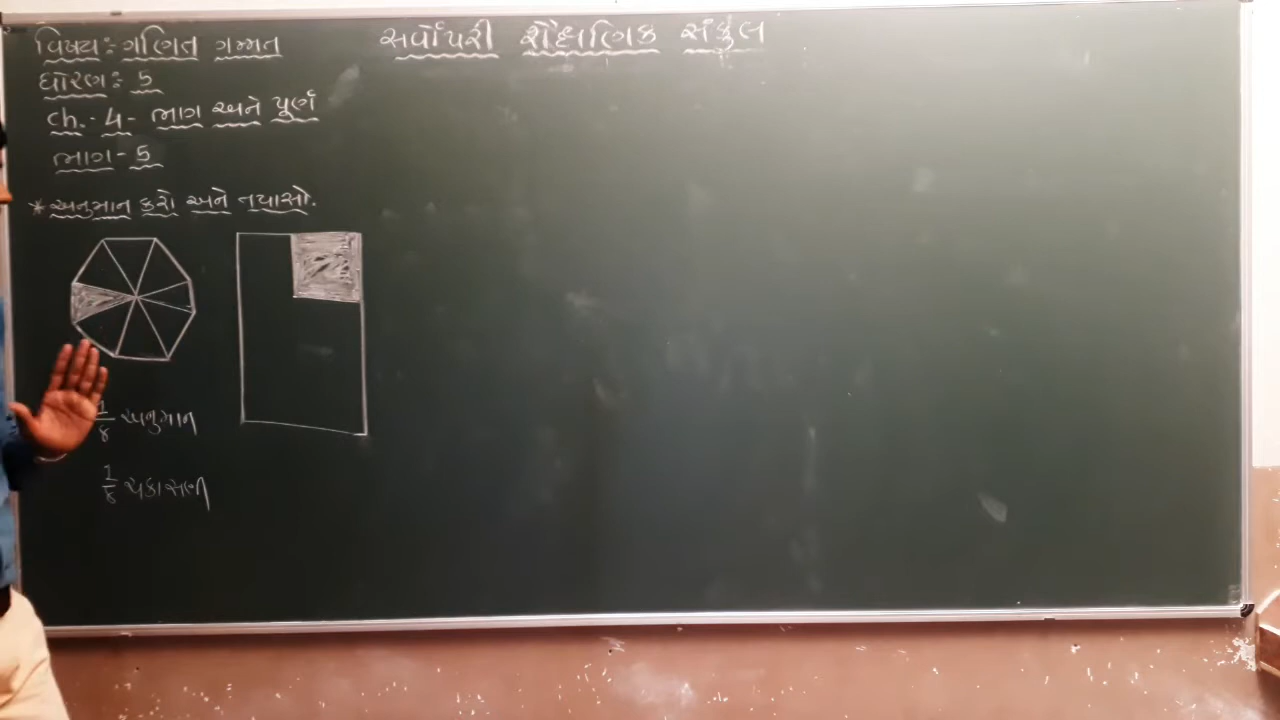 વિષય: ગણિત ગમ્મત
સર્વોપરી શૈક્ષણિક સંકુલ
ધોરણ: 5
ch.- 4- ભાગ અને પૂર્ણ
ભાગ- 5
* અનુમાન કરો અને તપાસો.
1/8 અનુમાન
1/8 ચકાસણી